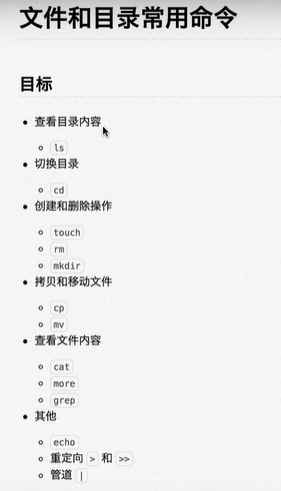 文件和目录常用命令
目标
查看目录内容
ls
切换目录
cd
创建和删除操作
touch
rm
mkdir
拷贝和移动文件
cp
mv
查看文件内容
cat
more
grep
其他
echo
重定向 > 和 >>
管道 |